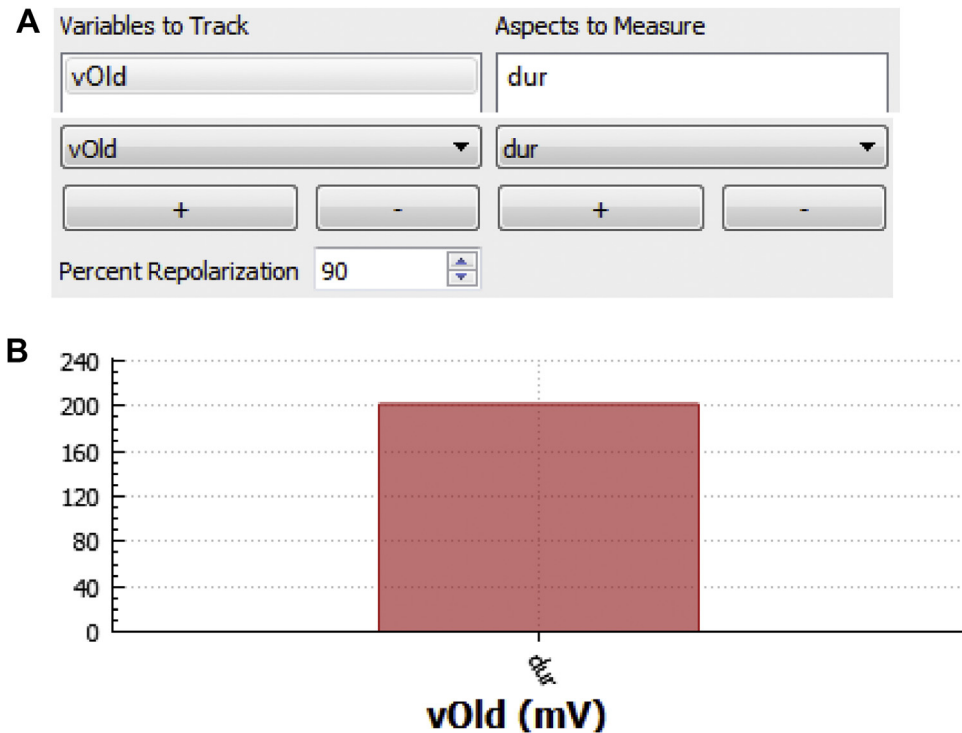 A
Variables to Track Aspects to Measure
vOld dur
vOld dur
+ - + -
Percent Repolarization 90
B
240
200
160
120
80
40
0
dur
vOld (mV)